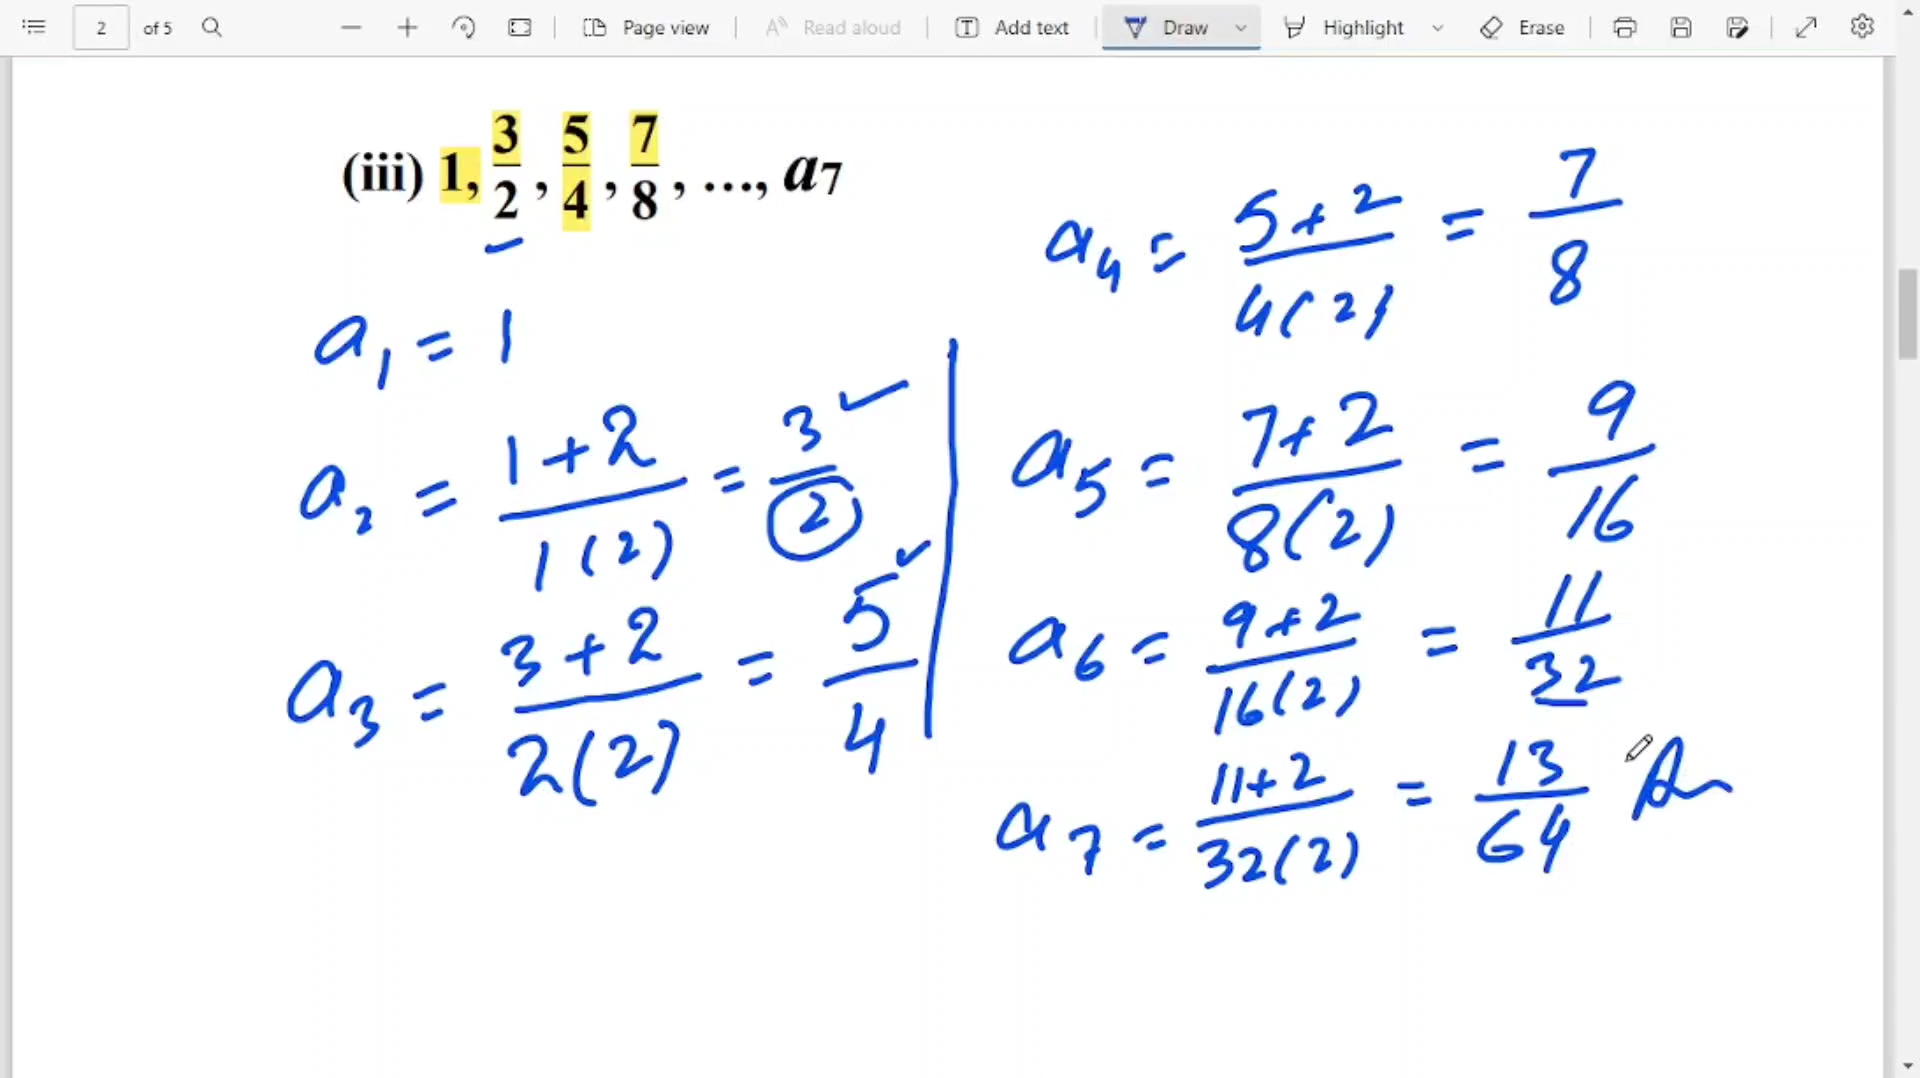 2 of 5 Page view Read aloud Add text Draw Highlight Erase
(iii) 1, 3/2, 5/4, 7/8, ..., a7
a1 = 1
a2 = 1+2/1(2) = 3/2
a3 = 3+2/2(2) = 5/4
a4 = 5+2/4(2) = 7/8
a5 = 7+2/8(2) = 9/16
a6 = 9+2/16(2) = 11/32
a7 = 11+2/32(2) = 13/64